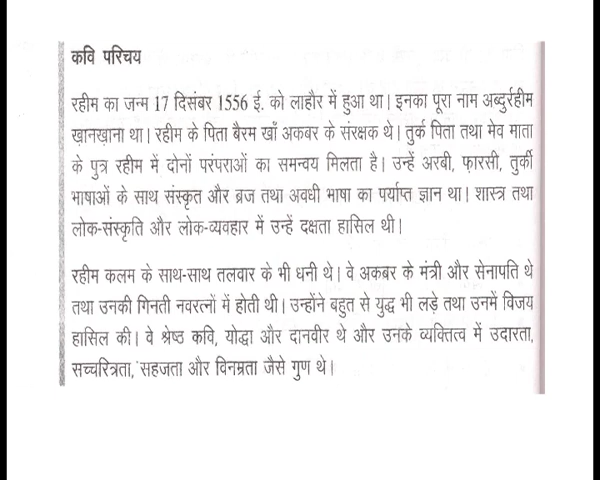 कवि परिचय
रहीम का जन्म 17 दिसंबर 1556 ई. को लाहौर में हुआ था। इनका पूरा नाम अब्दुर्रहीम
ख़ानख़ाना था। रहीम के पिता बैरम खाँ अकबर के संरक्षक थे। तुर्क पिता तथा मेव माता
के पुत्र रहीम में दोनों परंपराओं का समन्वय मिलता है। उन्हें अरबी, फ़ारसी, तुर्की
भाषाओं के साथ संस्कृत और ब्रज तथा अवधी भाषा का पर्याप्त ज्ञान था। शास्त्र तथा
लोक-संस्कृति और लोक-व्यवहार में उन्हें दक्षता हासिल थी।
रहीम कलम के साथ-साथ तलवार के भी धनी थे। वे अकबर के मंत्री और सेनापति थे
तथा उनकी गिनती नवरत्नों में होती थी। उन्होंने बहुत से युद्ध भी लड़े तथा उनमें विजय
हासिल की। वे श्रेष्ठ कवि, योद्धा और दानवीर थे और उनके व्यक्तित्व में उदारता,
सच्चरित्रता, सहजता और विनम्रता जैसे गुण थे।